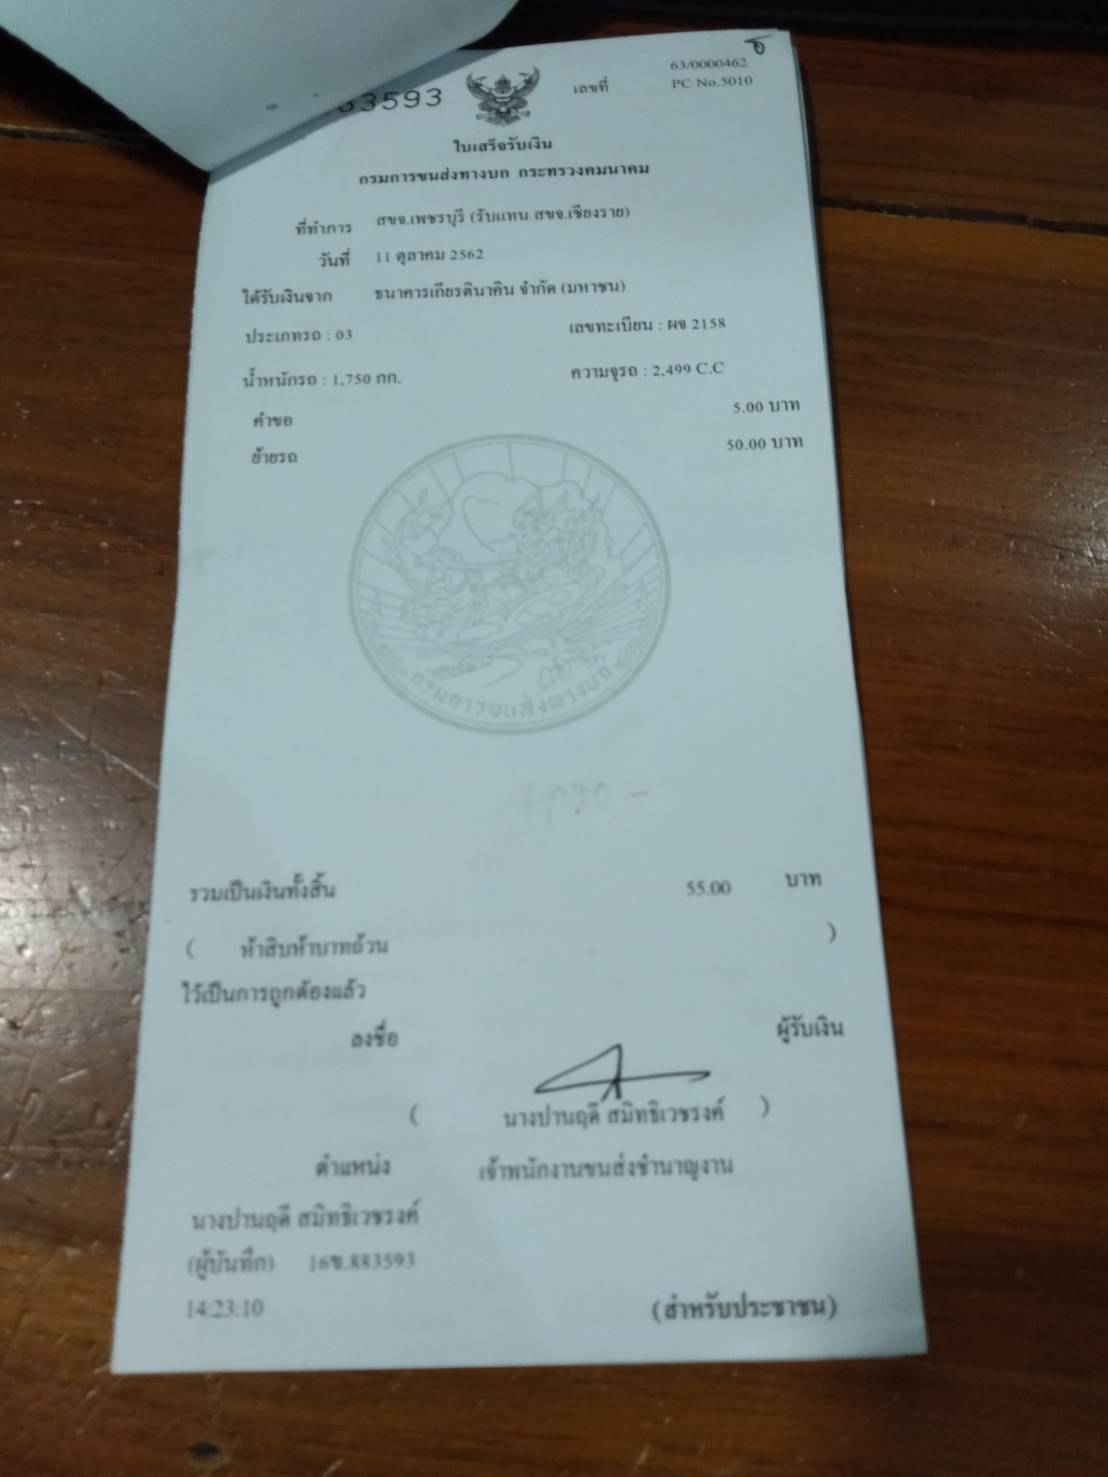 63/0000462
33593 เลขที่ PC No.5010
ใบเสร็จรับเงิน
กรมการขนส่งทางบก กระทรวงคมนาคม
ที่ทำการ สขจ.เพชรบุรี (รับแทน สขจ.เชียงราย)
วันที่ 11 ตุลาคม 2562
ได้รับเงินจาก ธนาคารเกียรตินาคิน จำกัด (มหาชน)
ประเภทรถ : 03 เลขทะเบียน : ผจ 2158
น้ำหนักรถ : 1,750 กก. ความจุรถ : 2,499 C.C
คำขอ 5.00 บาท
ย้ายรถ 50.00 บาท
กรมการขนส่งทางบก
รวมเป็นเงินทั้งสิ้น 55.00 บาท
( ห้าสิบห้าบาทถ้วน )
ไว้เป็นการถูกต้องแล้ว
ลงชื่อ ผู้รับเงิน
( นางปานฤดี สมิทธิเวชรงค์ )
ตำแหน่ง เจ้าพนักงานขนส่งชำนาญงาน
นางปานฤดี สมิทธิเวชรงค์
(ผู้บันทึก) 16ข.883593
14:23:10 (สำหรับประชาชน)